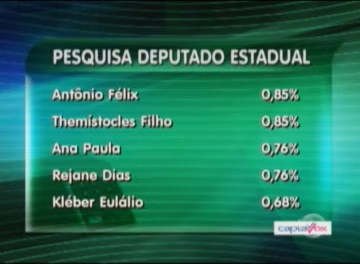 PESQUISA DEPUTADO ESTADUAL
Antônio Félix 0,85%
Themístocles Filho 0,85%
Ana Paula 0,76%
Rejane Dias 0,76%
Kléber Eulálio 0,68%
captavox